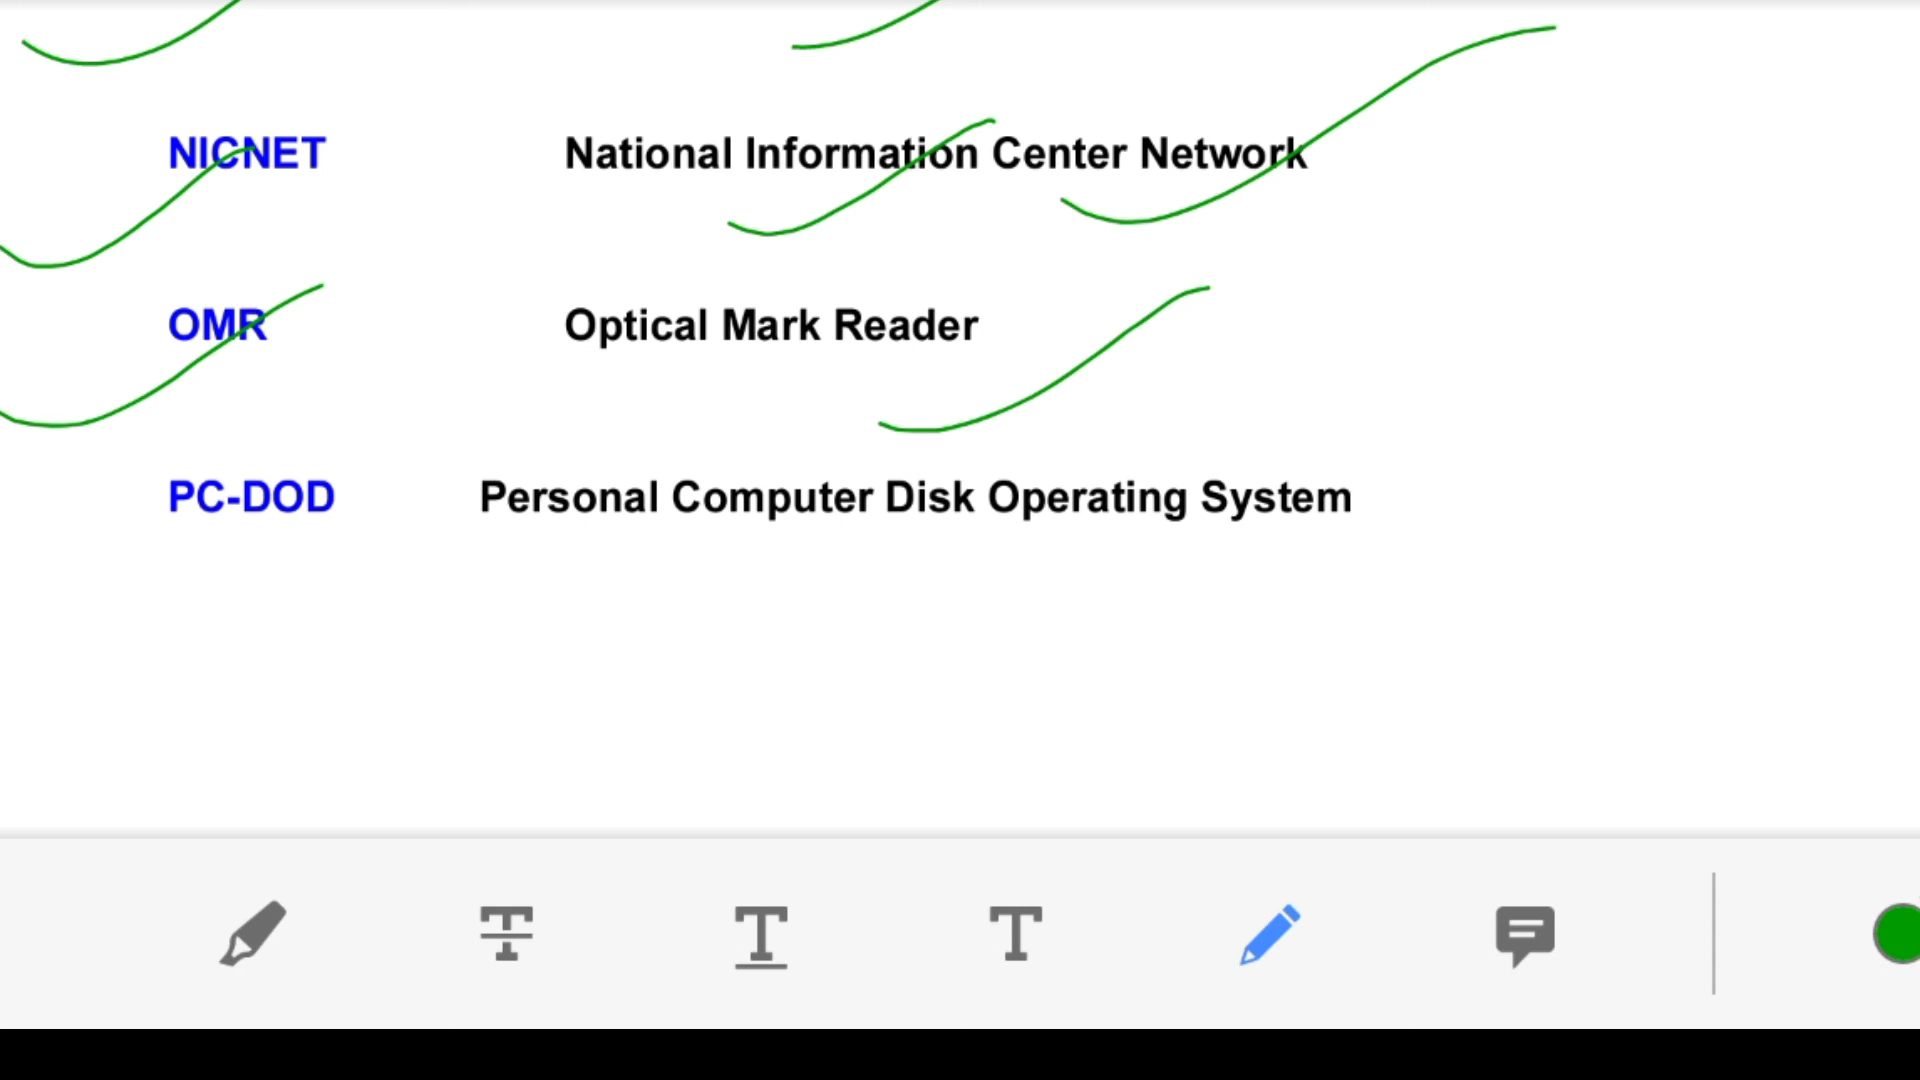 NICNET National Information Center Network
OMR Optical Mark Reader
PC-DOD Personal Computer Disk Operating System